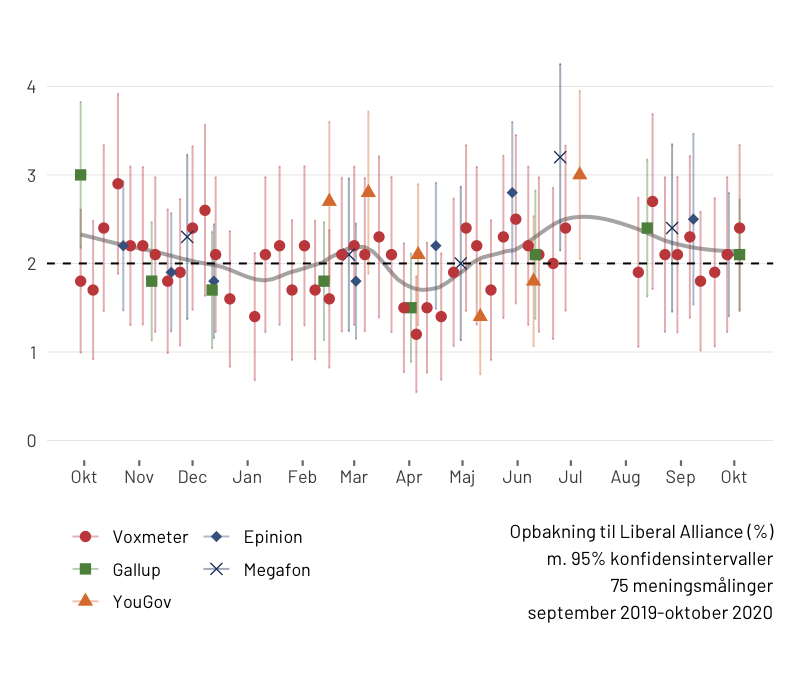 4
3
2
1
0
Okt Nov Dec Jan Feb Mar Apr Maj Jun Jul Aug Sep Okt
Voxmeter Epinion
Gallup Megafon
YouGov
Opbakning til Liberal Alliance (%)
m. 95% konfidensintervaller
75 meningsmålinger
september 2019-oktober 2020